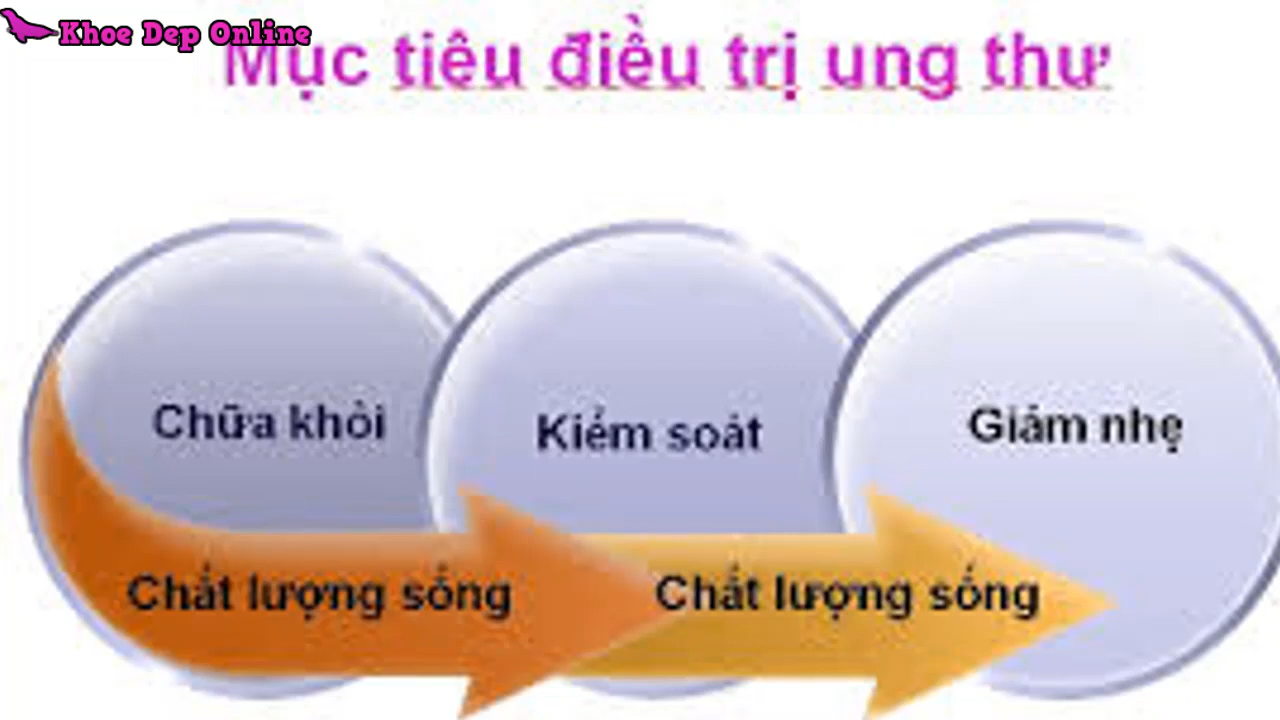 Khoe Dep Online
Mục tiêu điều trị ung thư
Chữa khỏi
Kiểm soát
Giảm nhẹ
Chất lượng sống
Chất lượng sống